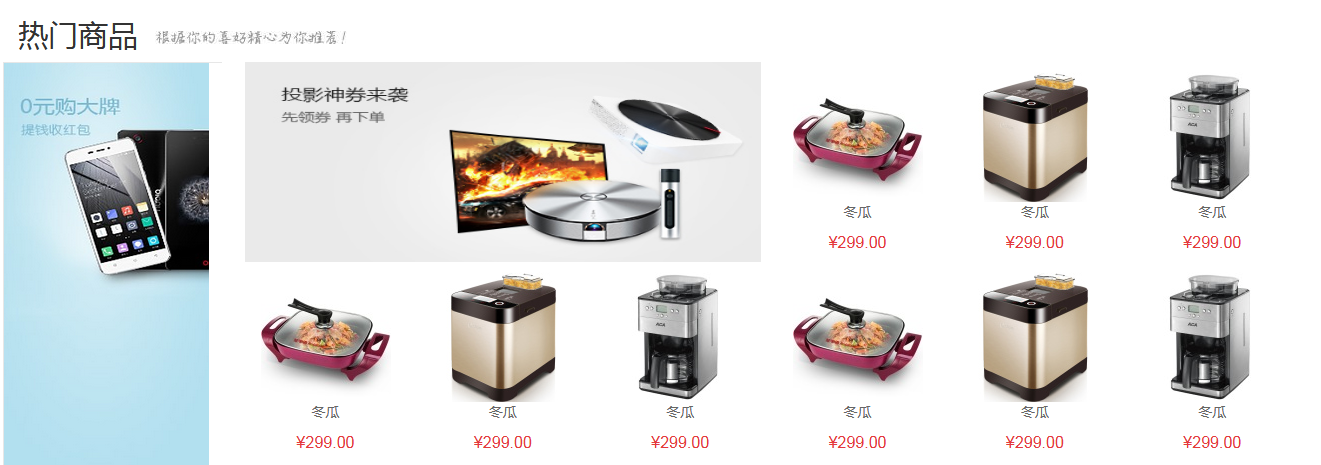 热门商品 根据你的喜好精心为你推荐!
0元购大牌
提钱收红包
投影神券来袭
先领券 再下单
冬瓜 冬瓜 冬瓜
¥299.00 ¥299.00 ¥299.00
冬瓜 冬瓜 冬瓜 冬瓜 冬瓜 冬瓜
¥299.00 ¥299.00 ¥299.00 ¥299.00 ¥299.00 ¥299.00
ACA
ACA
ACA